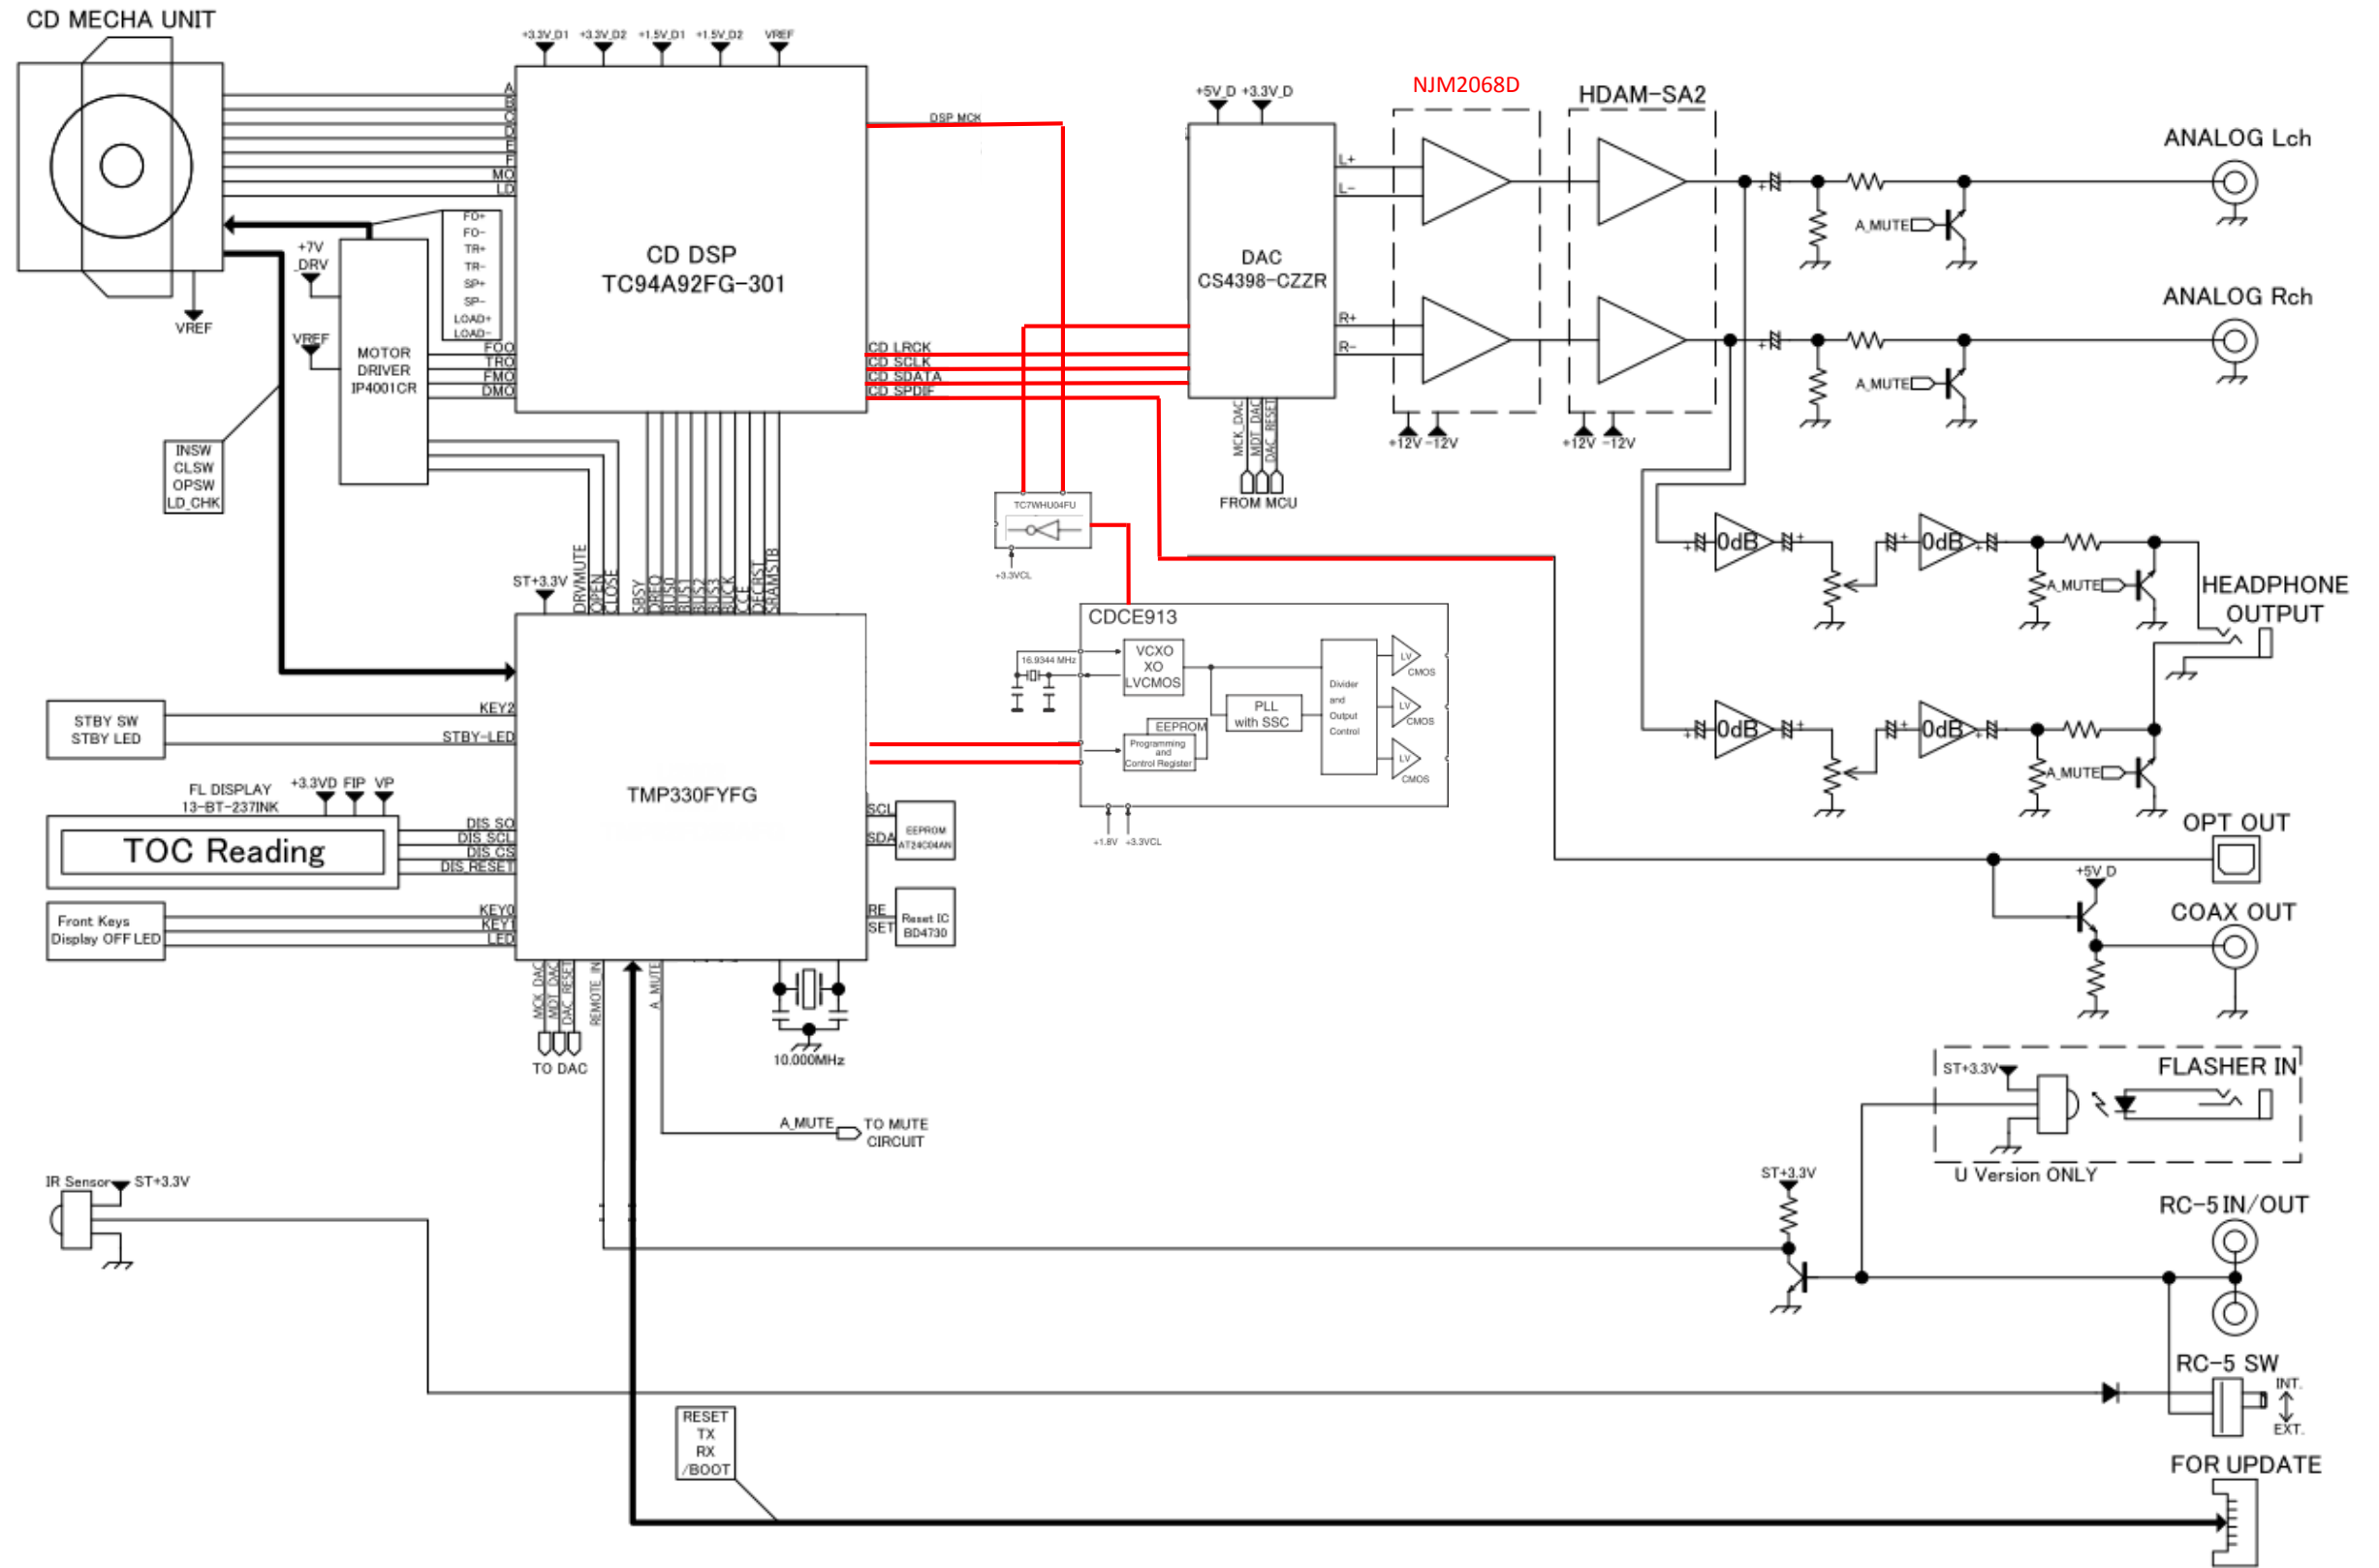 CD MECHA UNIT
+3.3V_D1
+3.3V_D2
+1.5V_D1
+1.5V_D2
VREF
A
B
C
D
E
F
MO
LD
DSP MCK
CD DSP
TC94A92FG-301
FO+
FO-
TR+
TR-
SP+
SP-
LOAD+
LOAD-
+7V
_DRV
VREF
VREF
MOTOR
DRIVER
IP4001CR
FOO
TRO
FMO
DMO
CD LRCK
CD SCLK
CD SDATA
CD SPDIF
INSW
CLSW
OPSW
LD_CHK
+5V_D
+3.3V_D
DAC
CS4398-CZZR
L+
L-
R+
R-
MCK_DAC
MDT_DAC
DAC_RESET
FROM MCU
NJM2068D
+12V
-12V
HDAM-SA2
+12V
-12V
ANALOG Lch
A_MUTE
ANALOG Rch
A_MUTE
TC7WHU04FU
+3.3VCL
0dB
0dB
A_MUTE
HEADPHONE
OUTPUT
0dB
0dB
A_MUTE
ST+3.3V
DRVMUTE
OPEN
CLOSE
SBSY
DREQ
BUS0
BUS1
BUS2
BUS3
BUCK
CCE
DECRST
SRAMSTB
CDCE913
16.9344 MHz
VCXO
XO
LVCMOS
PLL
with SSC
EEPROM
Programming
and
Control Register
Divider
and
Output
Control
LV
CMOS
LV
CMOS
LV
CMOS
+1.8V
+3.3VCL
STBY SW
STBY LED
KEY2
STBY-LED
TMP330FYFG
FL DISPLAY
13-BT-237INK
+3.3VD
FIP
VP
TOC Reading
DIS_SO
DIS_SCL
DIS_CS
DIS_RESET
Front Keys
Display OFF LED
KEY0
KEY1
LED
SCL
SDA
EEPROM
AT24C04AN
RE
SET
Reset IC
BD4730
MCK_DAC
MDT_DAC
DAC_RESET
TO DAC
REMOTE_IN
A_MUTE
10.000MHz
A_MUTE
TO MUTE
CIRCUIT
OPT OUT
+5V_D
COAX OUT
ST+3.3V
FLASHER IN
U Version ONLY
IR Sensor
ST+3.3V
ST+3.3V
RC-5 IN/OUT
RC-5 SW
INT.
EXT.
RESET
TX
RX
/BOOT
FOR UPDATE